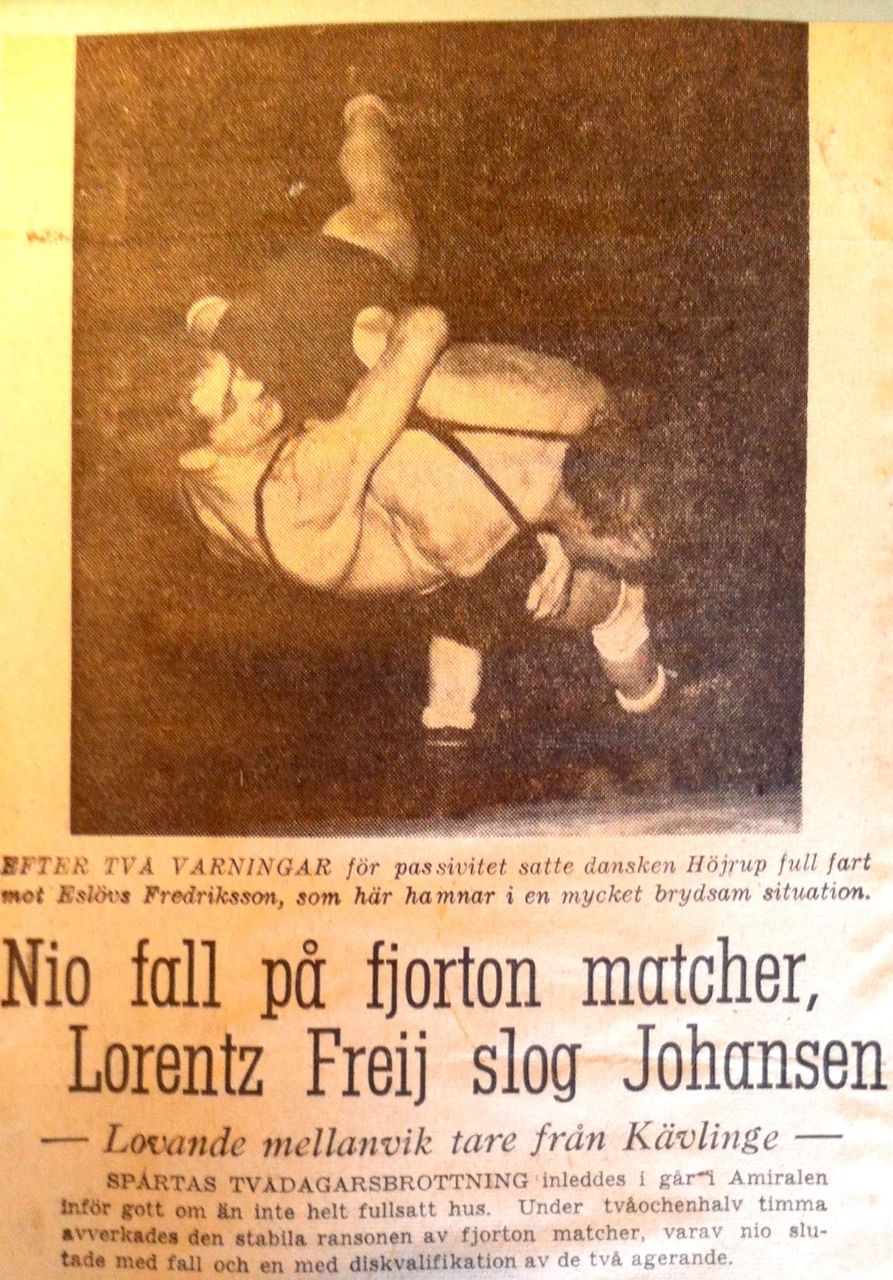 EFTER TVÅ VARNINGAR för passivitet satte dansken Höjrup full fart
mot Eslövs Fredriksson, som här hamnar i en mycket brydsam situation.
Nio fall på fjorton matcher,
Lorentz Freij slog Johansen
— Lovande mellanvik tare från Kävlinge —
SPARTAS TVÅDAGARSBROTTNING inleddes i går i Amiralen
inför gott om än inte helt fullsatt hus. Under tvåochenhalv timma
avverkades den stabila ransonen av fjorton matcher, varav nio slu-
tade med fall och en med diskvalifikation av de två agerande.